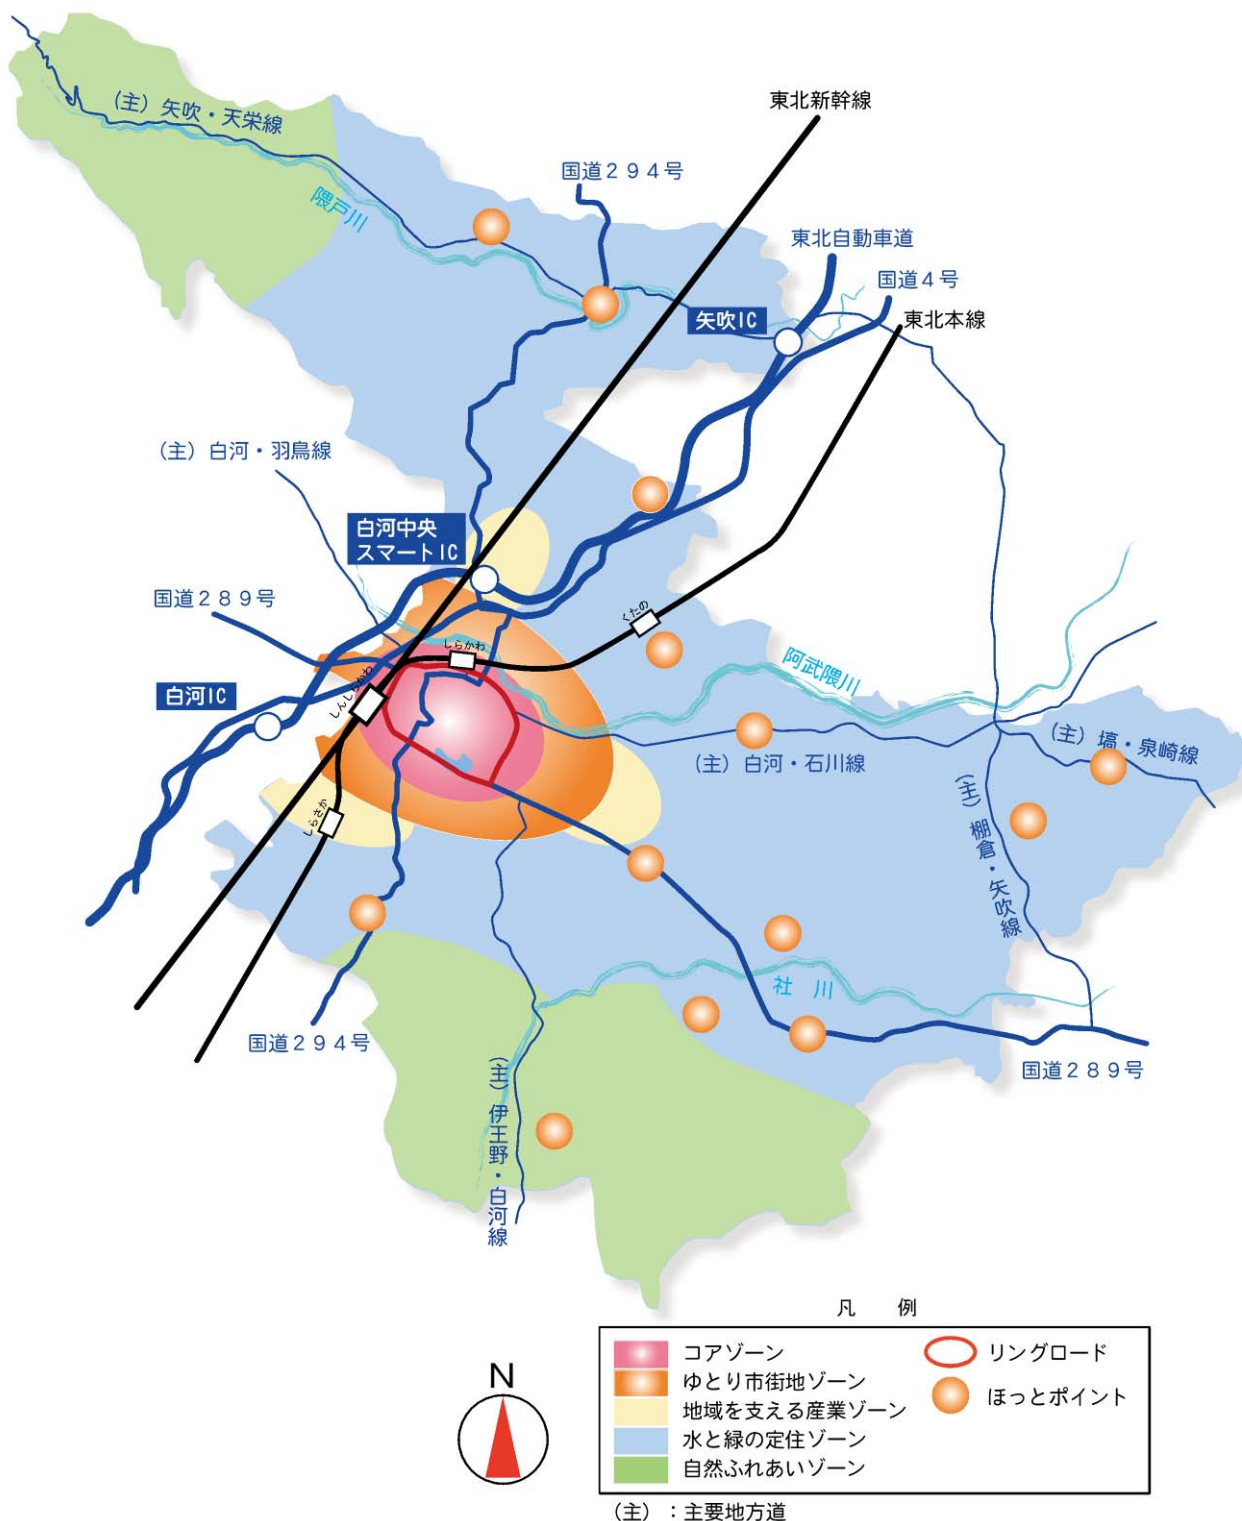 東北新幹線
(主) 矢吹・天栄線
国道２９４号
隈戸川
東北自動車道
国道４号
矢吹IC
東北本線
(主) 白河・羽鳥線
白河中央
スマートIC
国道２８９号
くたの
しらかわ
しんしらかわ
阿武隈川
白河IC
(主) 白河・石川線
(主) 塙・泉崎線
しらさか
(主) 棚倉・矢吹線
社 川
国道２９４号
(主) 伊王野・白河線
国道２８９号
凡 例
コアゾーン
リングロード
ゆとり市街地ゾーン
ほっとポイント
地域を支える産業ゾーン
水と緑の定住ゾーン
自然ふれあいゾーン
N
(主) ：主要地方道